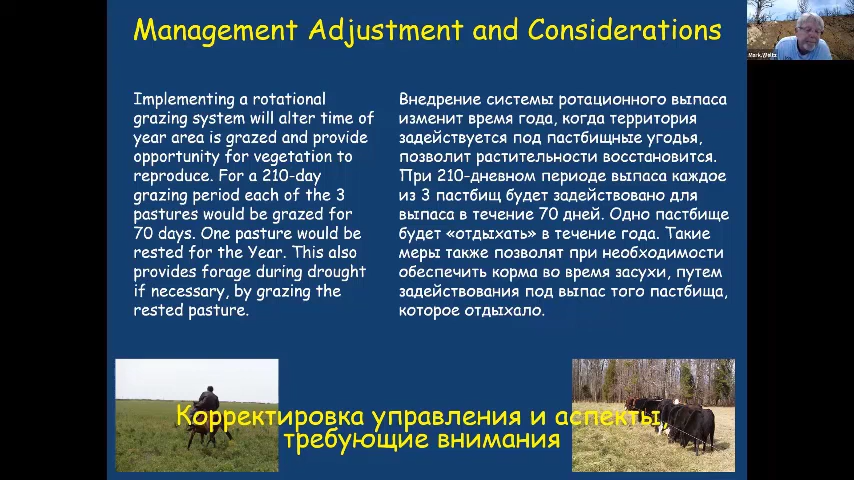 Management Adjustment and Considerations
Mark Weltz
Implementing a rotational
grazing system will alter time of
year area is grazed and provide
opportunity for vegetation to
reproduce. For a 210-day
grazing period each of the 3
pastures would be grazed for
70 days. One pasture would be
rested for the Year. This also
provides forage during drought
if necessary, by grazing the
rested pasture.
Внедрение системы ротационного выпаса
изменит время года, когда территория
задействуется под пастбищные угодья,
позволит растительности восстановится.
При 210-дневном периоде выпаса каждое
из 3 пастбищ будет задействовано для
выпаса в течение 70 дней. Одно пастбище
будет «отдыхать» в течение года. Такие
меры также позволят при необходимости
обеспечить корма во время засухи, путем
задействования под выпас того пастбища,
которое отдыхало.
Корректировка управления и аспекты,
требующие внимания